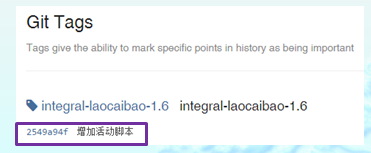 Git Tags
Tags give the ability to mark specific points in history as being important
integral-laocaibao-1.6 integral-laocaibao-1.6
2549a94f 增加活动脚本